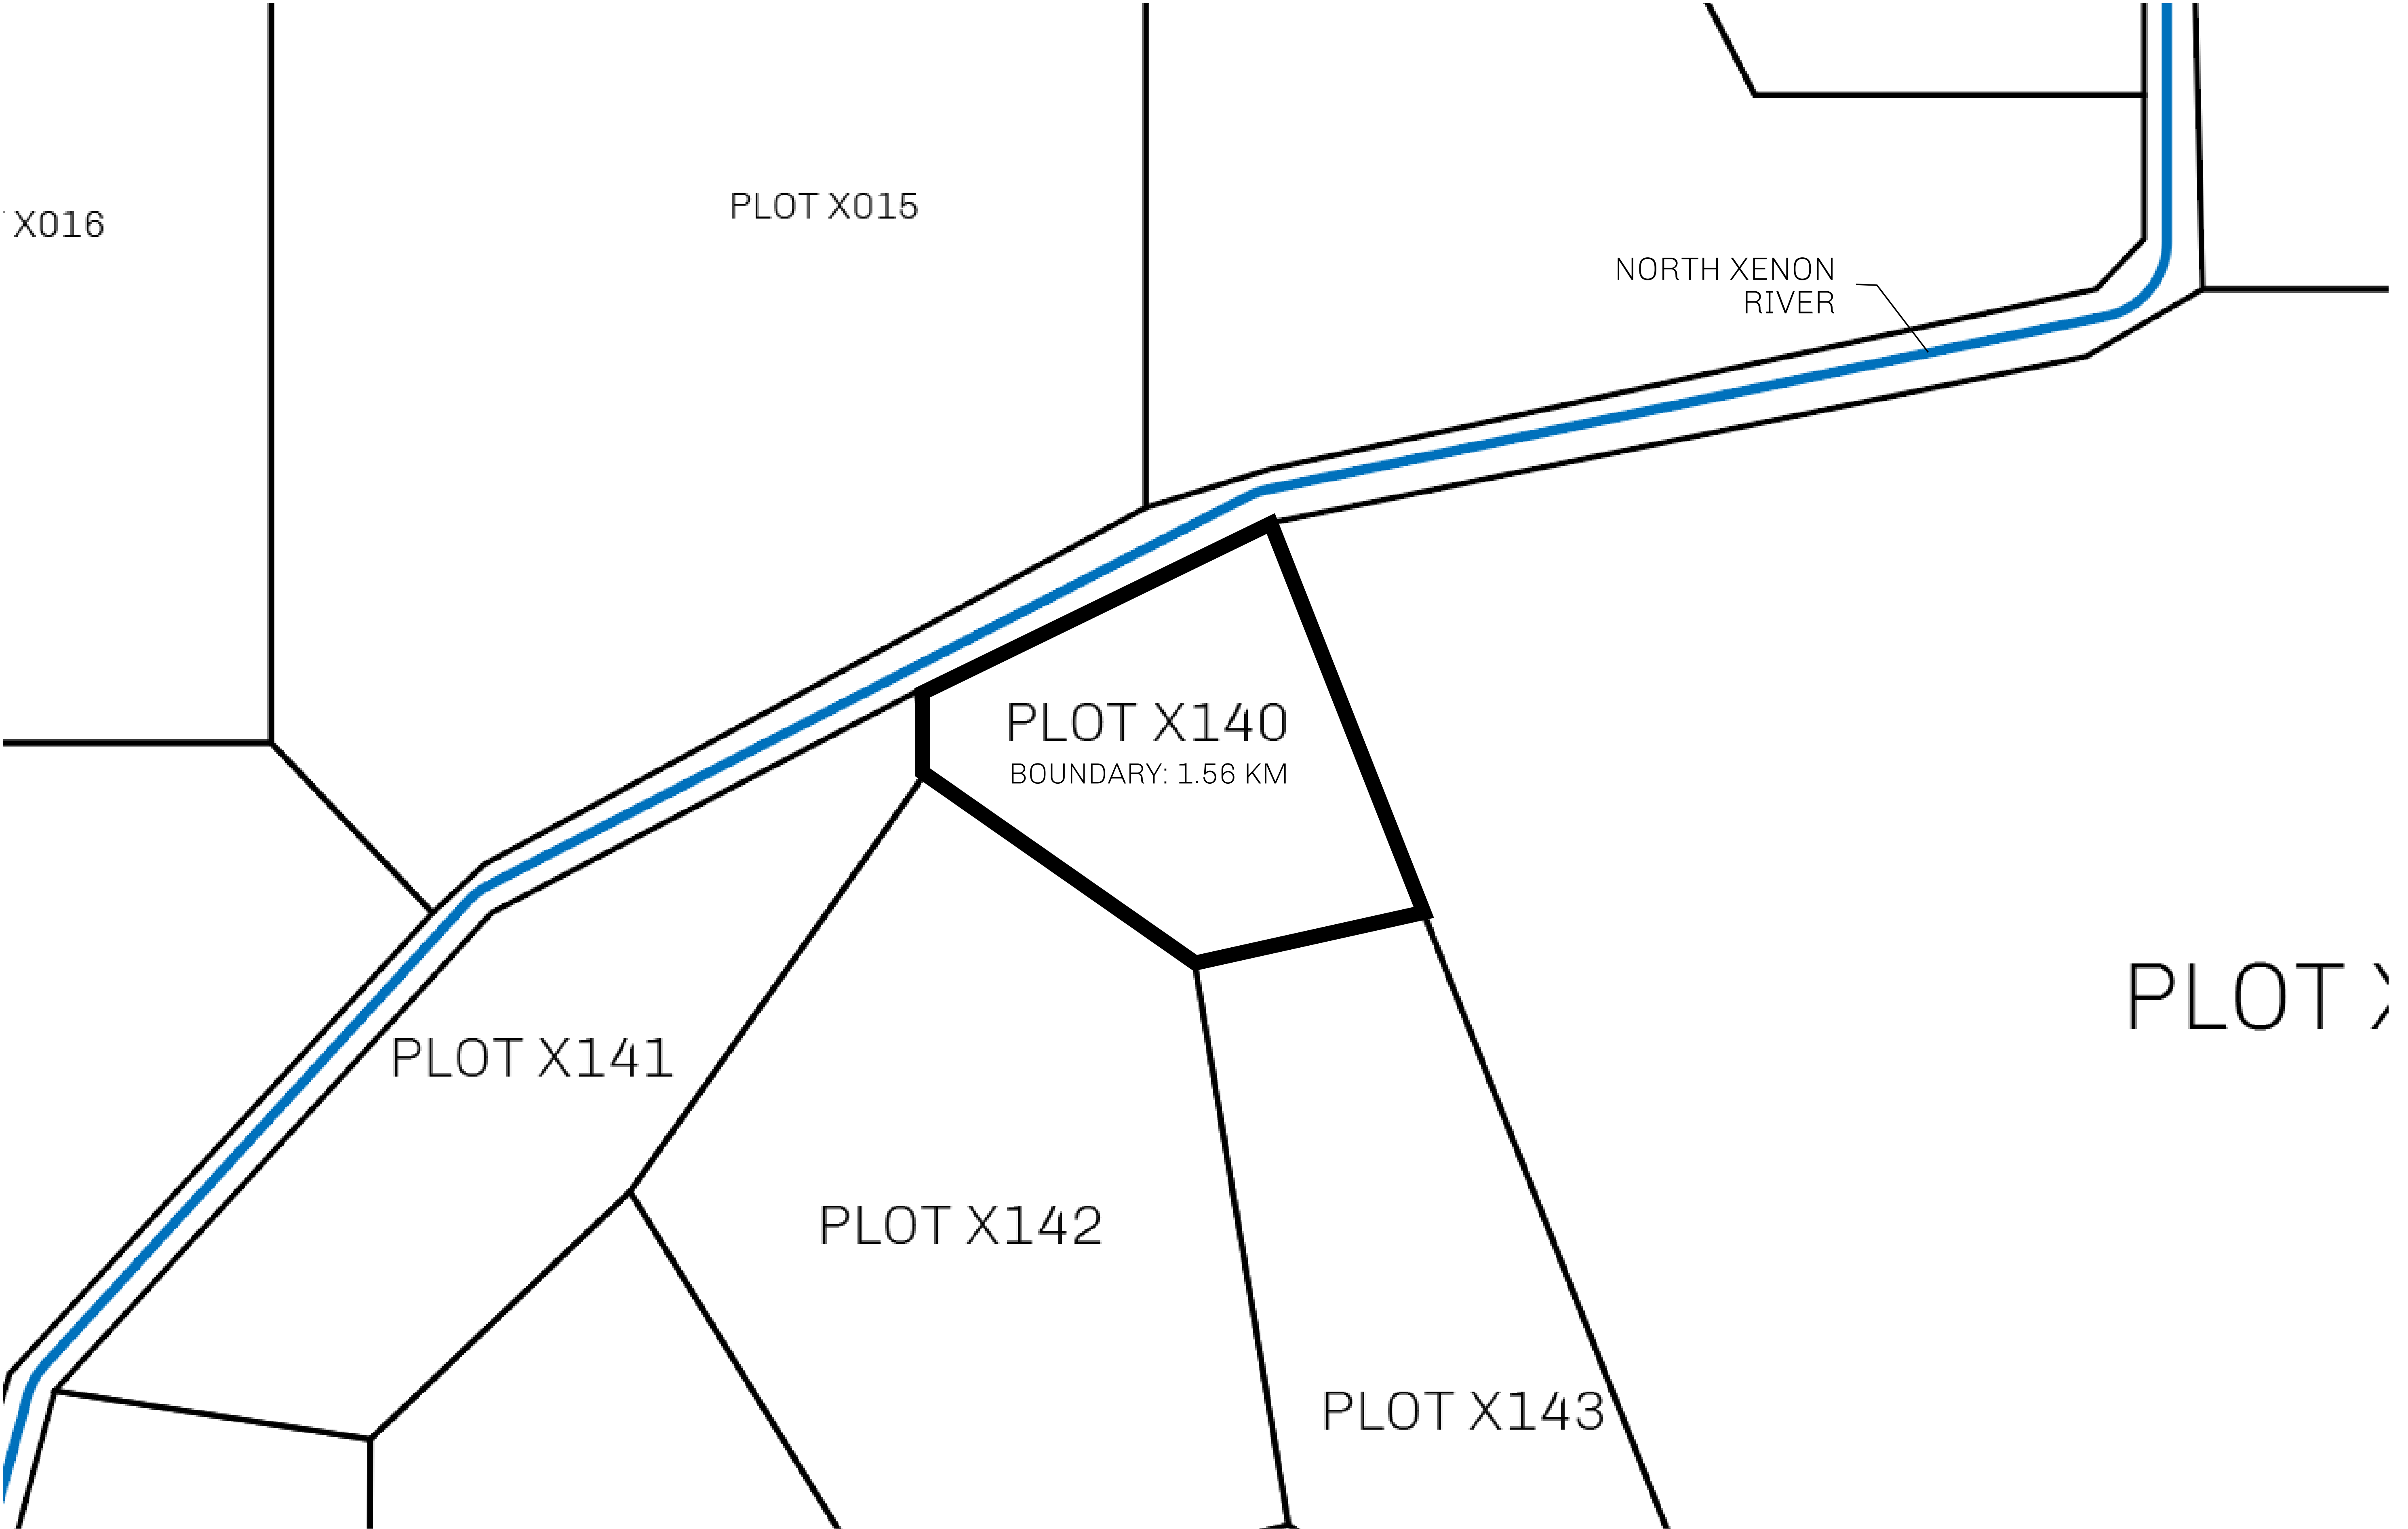 X016
PLOT X015
NORTH XENON
RIVER
PLOT X140
BOUNDARY: 1.56 KM
PLOT
PLOT X141
PLOT X142
PLOT X143